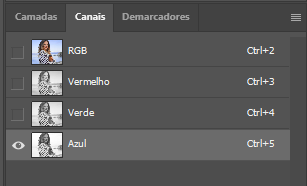 Camadas Canais Demarcadores
RGB Ctrl+2
Vermelho Ctrl+3
Verde Ctrl+4
Azul Ctrl+5